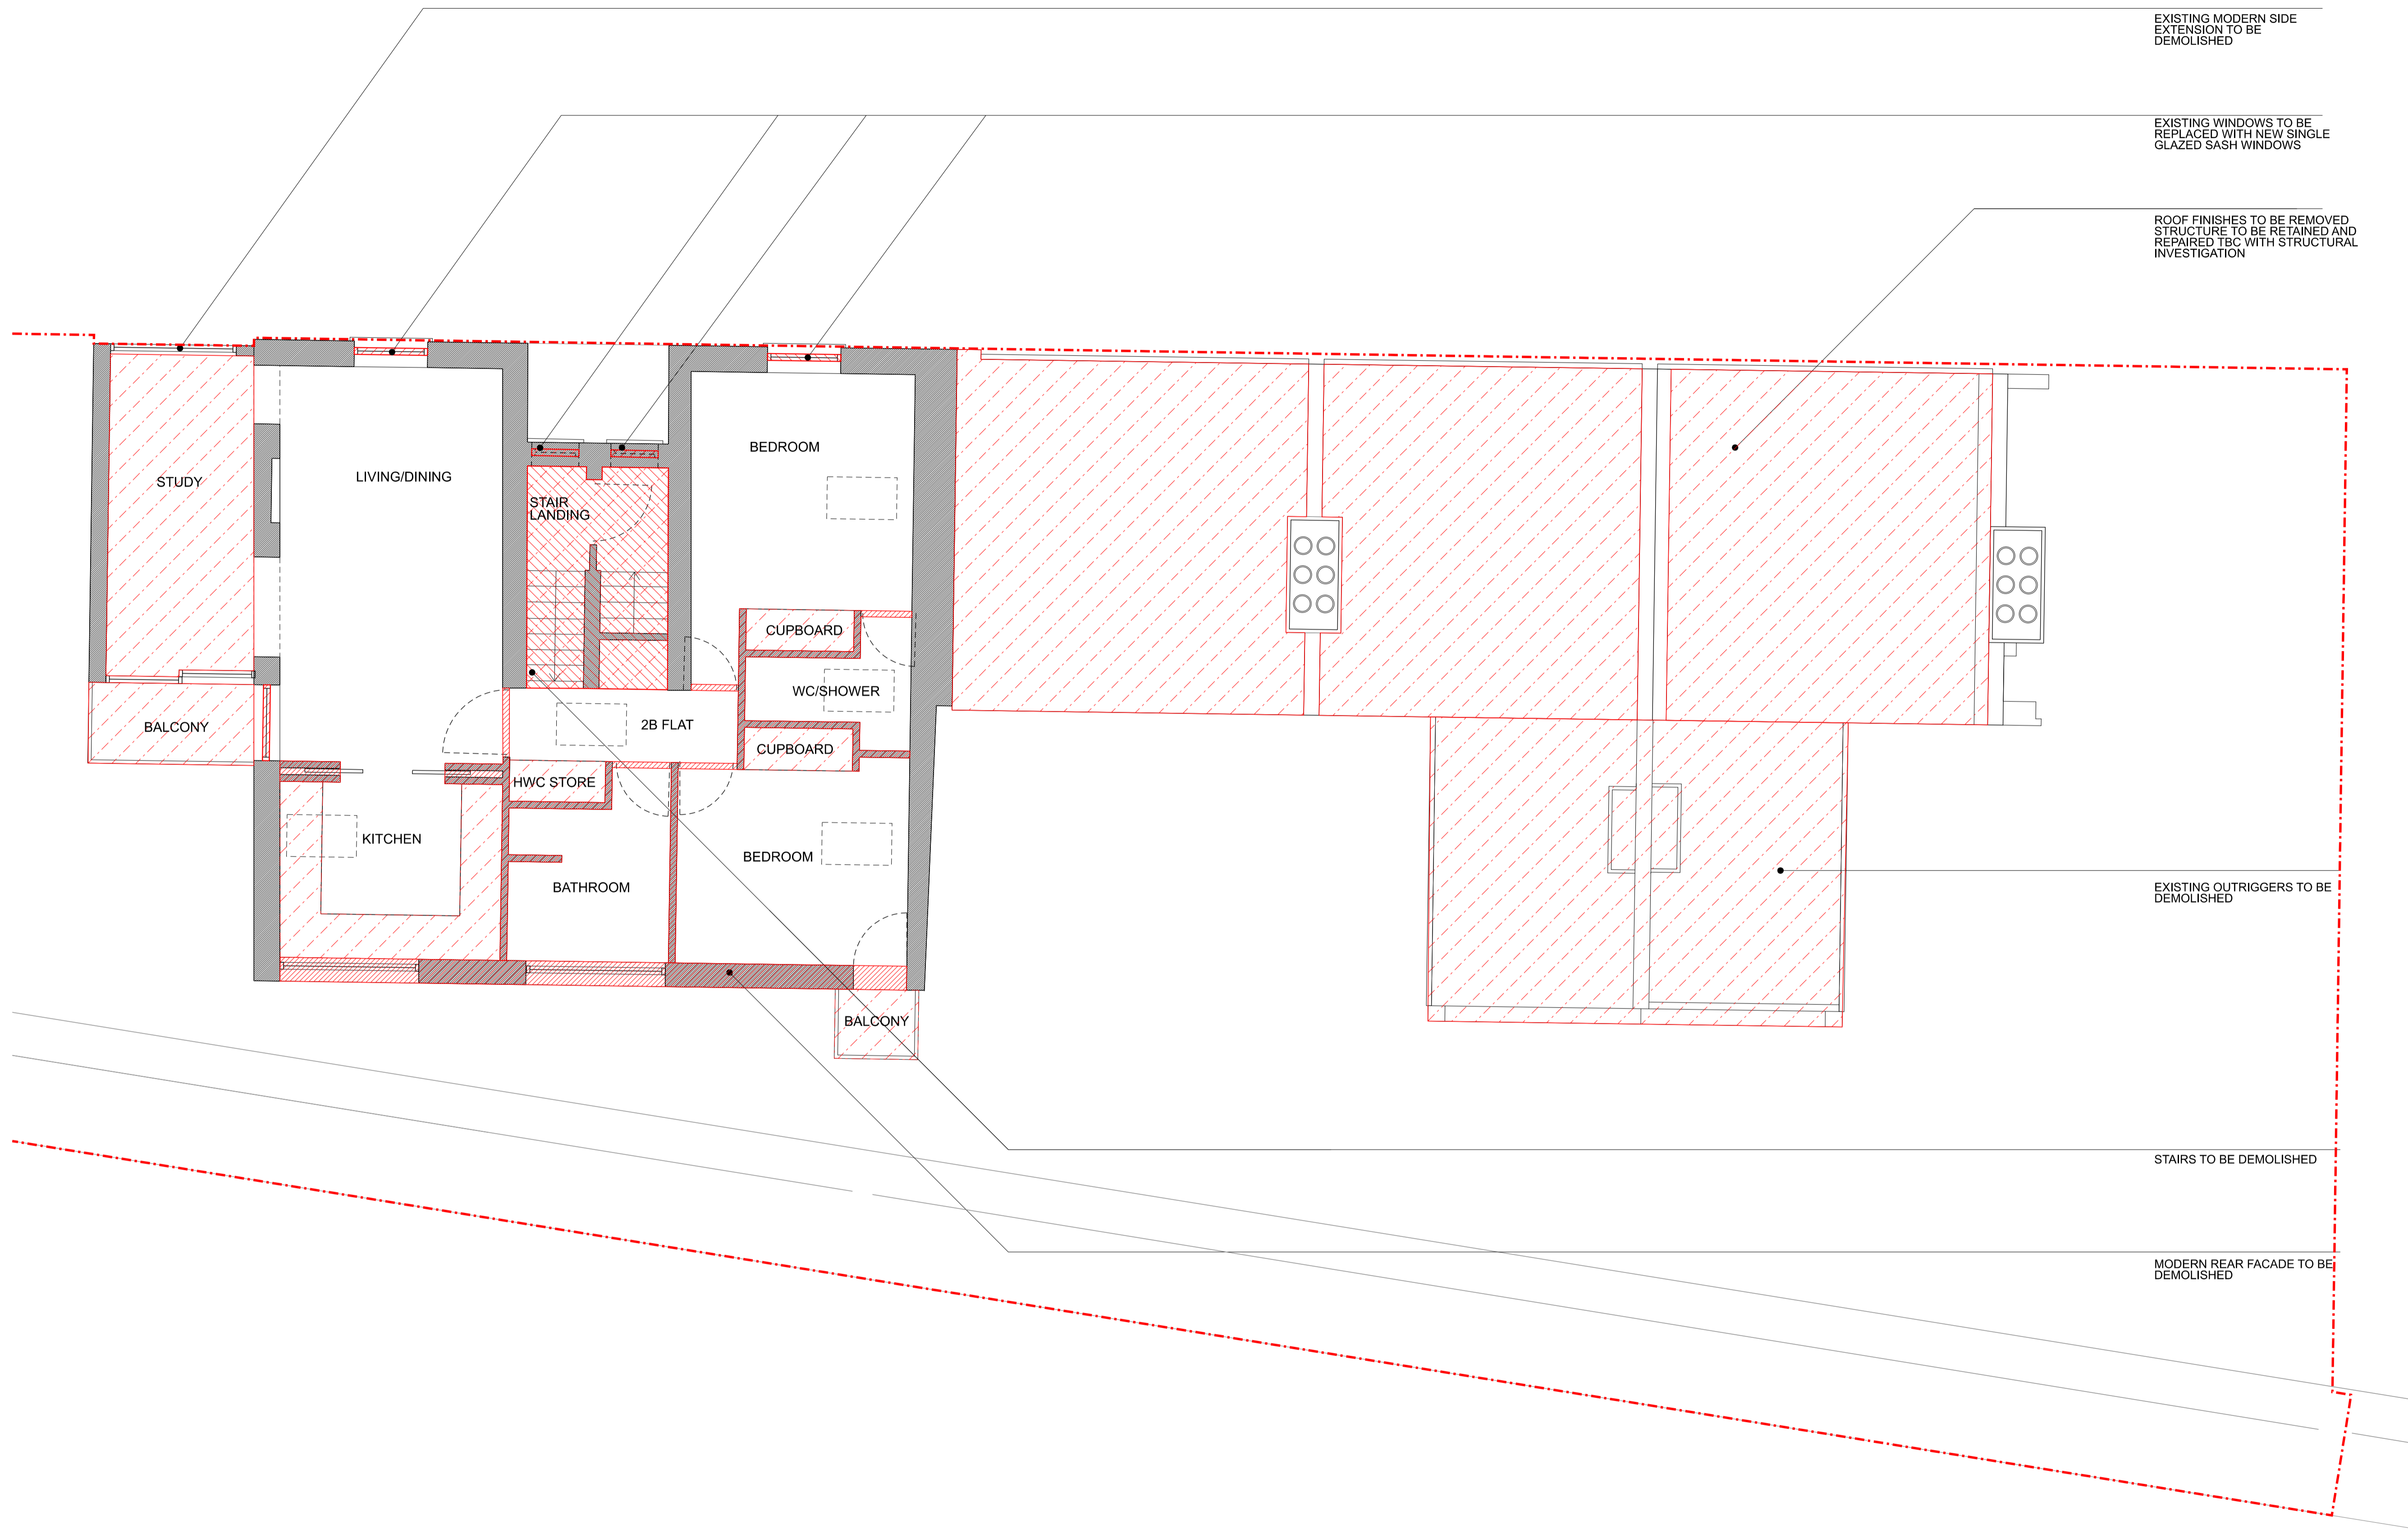 EXISTING MODERN SIDE
EXTENSION TO BE
DEMOLISHED
EXISTING WINDOWS TO BE
REPLACED WITH NEW SINGLE
GLAZED SASH WINDOWS
ROOF FINISHES TO BE REMOVED
STRUCTURE TO BE RETAINED AND
REPAIRED TBC WITH STRUCTURAL
INVESTIGATION
BEDROOM
LIVING/DINING
STUDY
STAIR
LANDING
CUPBOARD
WC/SHOWER
2B FLAT
BALCONY
CUPBOARD
HWC STORE
KITCHEN
BEDROOM
BATHROOM
EXISTING OUTRIGGERS TO BE
DEMOLISHED
BALCONY
STAIRS TO BE DEMOLISHED
MODERN REAR FACADE TO BE
DEMOLISHED